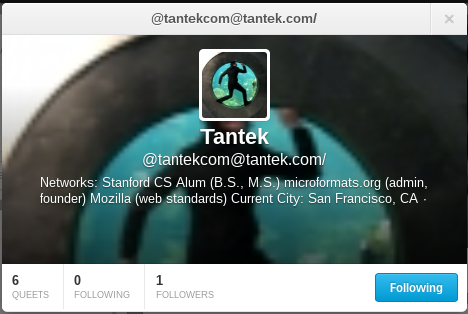 @tantekcom@tantek.com/
×
Tantek
@tantekcom@tantek.com/
Networks: Stanford CS Alum (B.S., M.S.) microformats.org (admin,
founder) Mozilla (web standards) Current City: San Francisco, CA ·
6 0 1
QUEETS FOLLOWING FOLLOWERS
Following